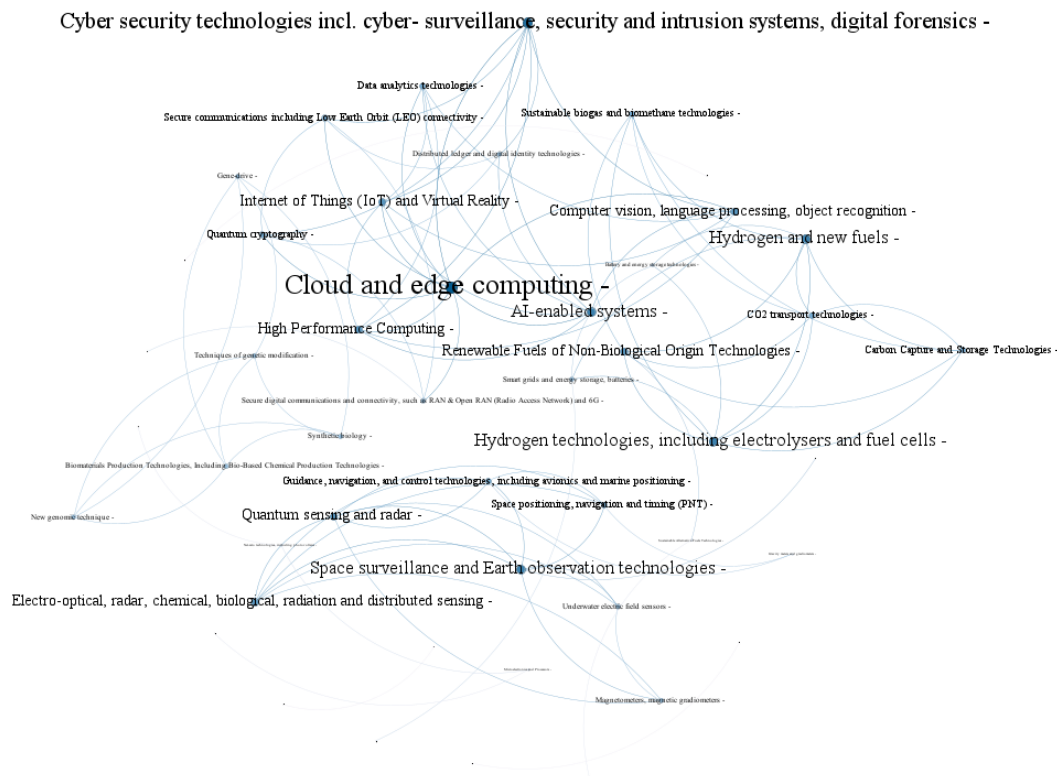 Cyber security technologies incl. cyber- surveillance, security and intrusion systems, digital forensics -
Data analytics technologies -
Sustainable biogas and biomethane technologies -
Secure communications including Low Earth Orbit (LEO) connectivity -
Distributed ledger and digital identity technologies -
Gene-drive -
Internet of Things (IoT) and Virtual Reality -
Computer vision, language processing, object recognition -
Quantum cryptography -
Hydrogen and new fuels -
Battery and energy storage technologies -
Cloud and edge computing -
AI-enabled systems -
CO2 transport technologies -
High Performance Computing -
Renewable Fuels of Non-Biological Origin Technologies -
Carbon Capture and Storage Technologies -
Techniques of genetic modification -
Smart grids and energy storage, batteries -
Secure digital communications and connectivity, such as RAN & Open RAN (Radio Access Network) and 6G -
Synthetic biology -
Hydrogen technologies, including electrolysers and fuel cells -
Biomaterials Production Technologies, Including Bio-Based Chemical Production Technologies -
Guidance, navigation, and control technologies, including avionics and marine positioning -
Space positioning, navigation and timing (PNT) -
New genomic technique -
Quantum sensing and radar -
Space surveillance and Earth observation technologies -
Electro-optical, radar, chemical, biological, radiation and distributed sensing -
Underwater electric field sensors -
Magnetometers, magnetic gradiometers -